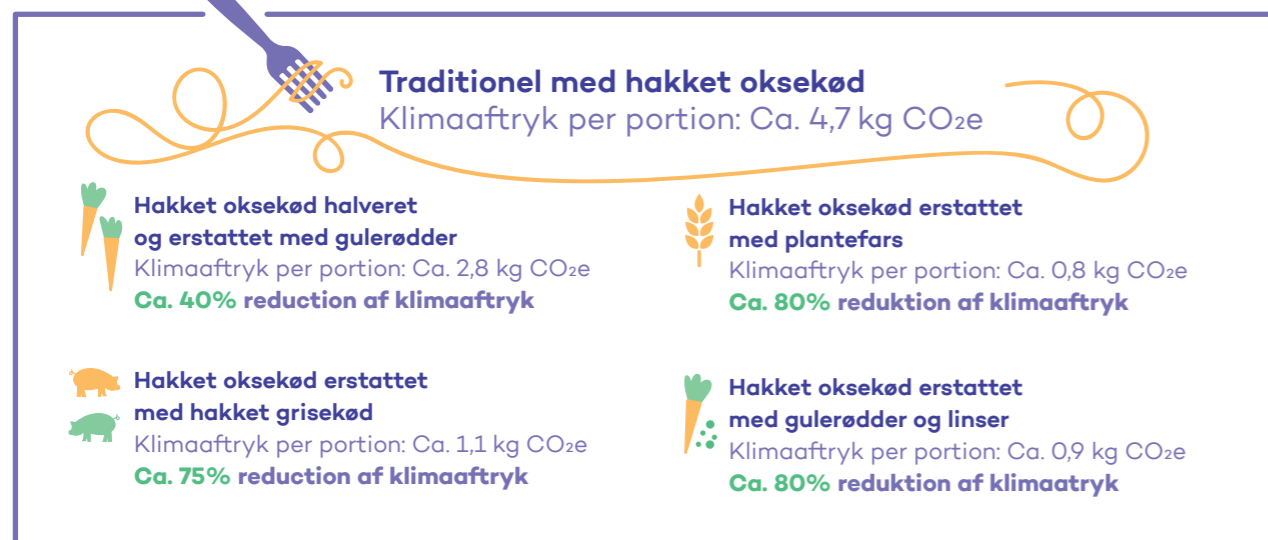 Traditionel med hakket oksekød
Klimaaftryk per portion: Ca. 4,7 kg CO₂e
Hakket oksekød halveret
og erstattet med gulerødder
Klimaaftryk per portion: Ca. 2,8 kg CO₂e
Ca. 40% reduction af klimaaftryk
Hakket oksekød erstattet
med hakket grisekød
Klimaaftryk per portion: Ca. 1,1 kg CO₂e
Ca. 75% reduction af klimaaftryk
Hakket oksekød erstattet
med plantefars
Klimaaftryk per portion: Ca. 0,8 kg CO₂e
Ca. 80% reduktion af klimaaftryk
Hakket oksekød erstattet
med gulerødder og linser
Klimaaftryk per portion: Ca. 0,9 kg CO₂e
Ca. 80% reduktion af klimaatryk